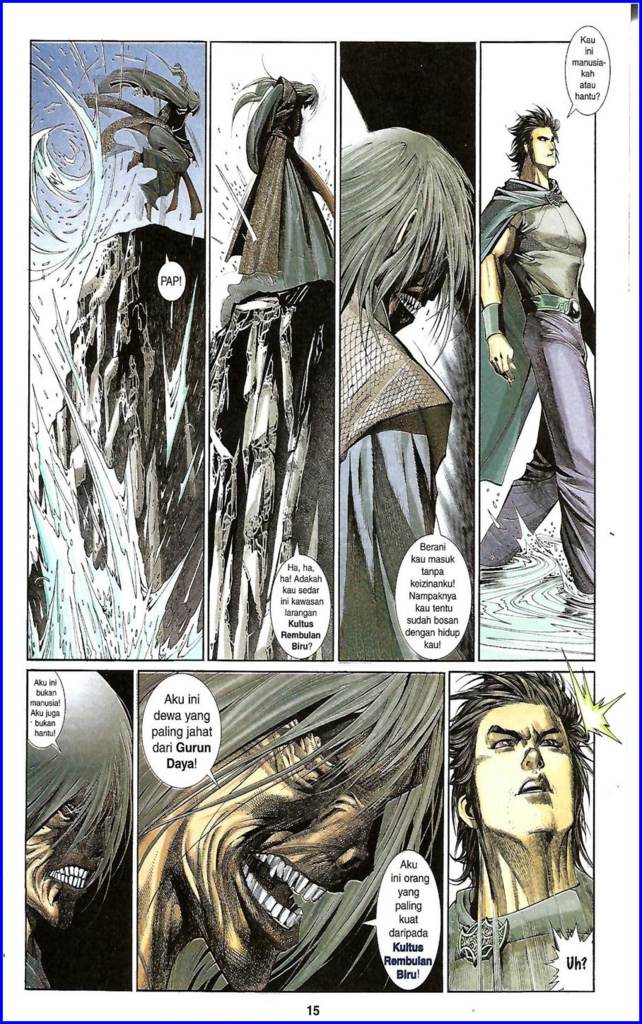 PAP!
Ha, ha,
ha! Adakah
kau sedar
ini kawasan
larangan
Kultus
Rembulan
Biru?
Berani
kau masuk
tanpa
keizinanku!
Nampaknya
kau tentu
sudah bosan
dengan hidup
kau!
Kau
ini
manusia-
kah
atau
hantu?
Aku ini
bukan
manusia!
Aku juga
bukan
hantu!
Aku ini
dewa yang
paling jahat
dari Gurun
Daya!
Aku
ini orang
yang
paling
kuat
daripada
Kultus
Rembulan
Biru!
Uh?
15